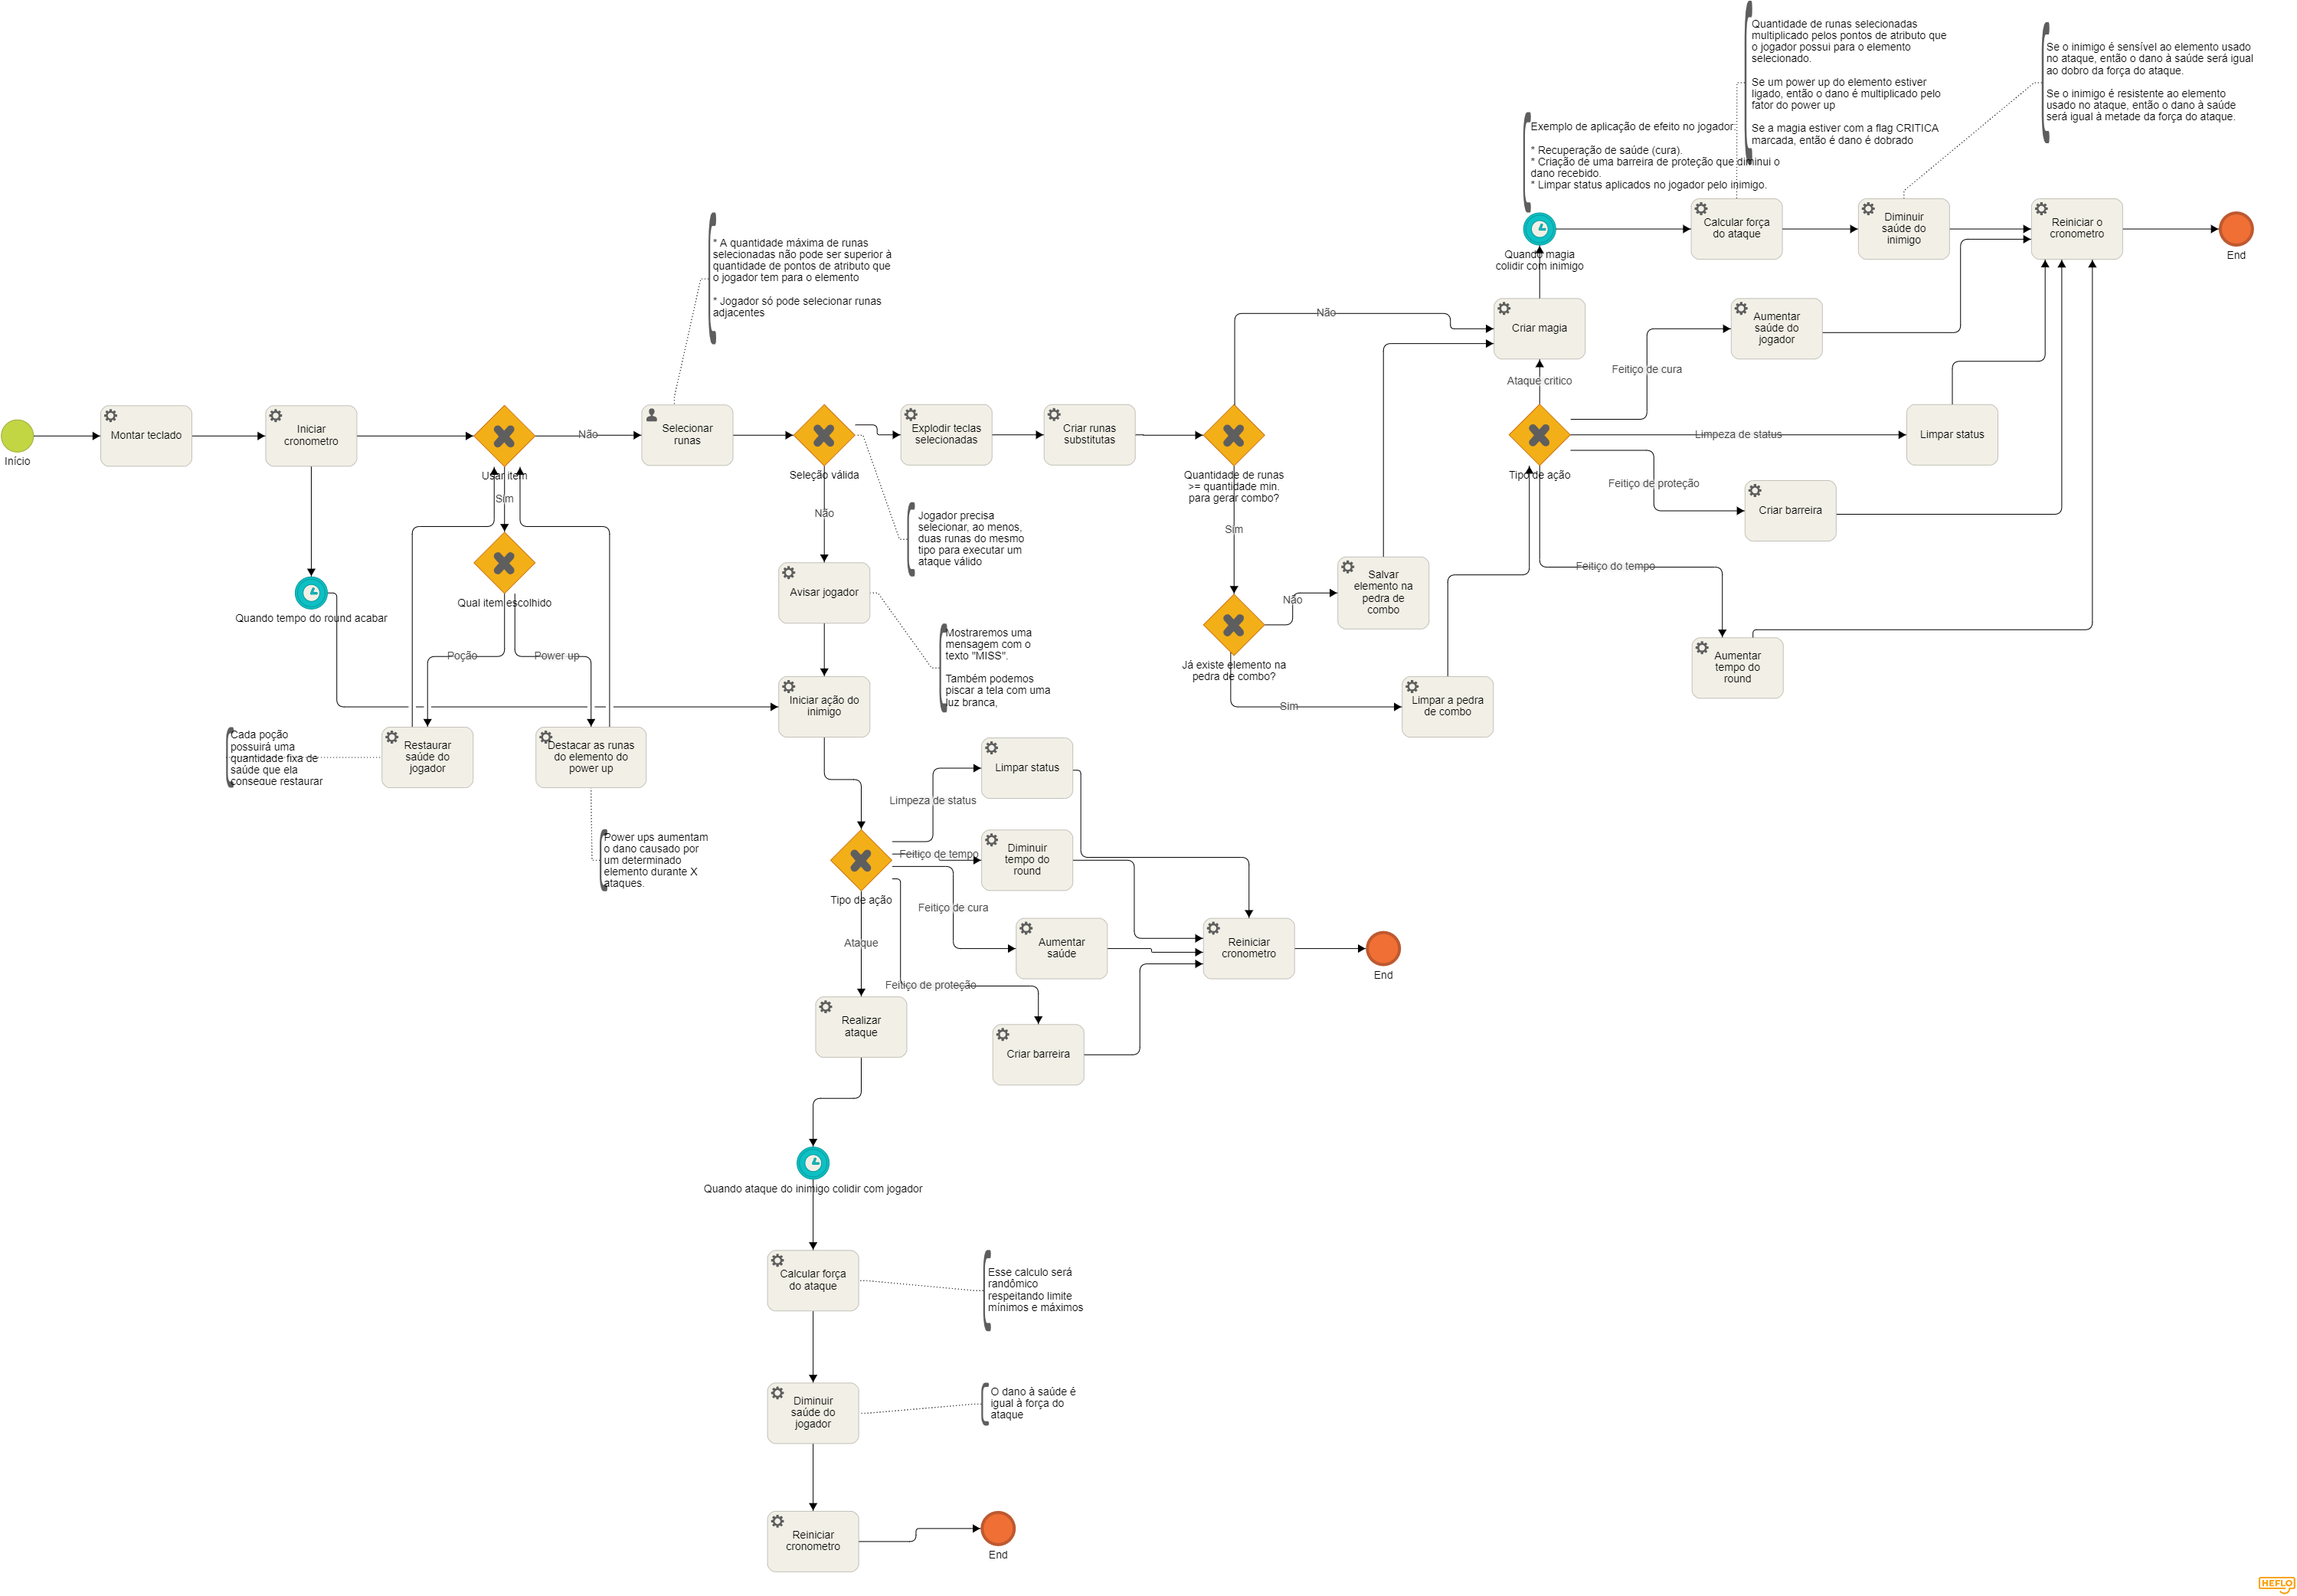 Quantidade de runas selecionadas
multiplicado pelos pontos de atributo que
o jogador possui para o elemento
selecionado.
Se um power up do elemento estiver
ligado, então o dano é multiplicado pelo
fator do power up
Se a magia estiver com a flag CRITICA
marcada, então é dano é dobrado
Se o inimigo é sensível ao elemento usado
no ataque, então o dano à saúde será igual
ao dobro da força do ataque.
Se o inimigo é resistente ao elemento
usado no ataque, então o dano à saúde
será igual à metade da força do ataque.
Exemplo de aplicação de efeito no jogador:
* Recuperação de saúde (cura).
* Criação de uma barreira de proteção que diminui o
dano recebido.
* Limpar status aplicados no jogador pelo inimigo.
Quando magia
colidir com inimigo
Calcular força
do ataque
Diminuir
saúde do
inimigo
Reiniciar o
cronometro
End
* A quantidade máxima de runas
selecionadas não pode ser superior à
quantidade de pontos de atributo que
o jogador tem para o elemento
* Jogador só pode selecionar runas
adjacentes
Não
Criar magia
Aumentar
saúde do
jogador
Feitiço de cura
Ataque critico
Início
Montar teclado
Iniciar
cronometro
Usar item
Não
Selecionar
runas
Seleção válida
Explodir teclas
selecionadas
Criar runas
substitutas
Quantidade de runas
>= quantidade min.
para gerar combo?
Tipo de ação
Limpeza de status
Limpar status
Feitiço de proteção
Criar barreira
Sim
Não
Jogador precisa
selecionar, ao menos,
duas runas do mesmo
tipo para executar um
ataque válido
Sim
Feitiço do tempo
Quando tempo do round acabar
Qual item escolhido
Avisar jogador
Não
Salvar
elemento na
pedra de
combo
Já existe elemento na
pedra de combo?
Mostraremos uma
mensagem com o
texto "MISS".
Também podemos
piscar a tela com uma
luz branca,
Poção
Power up
Aumentar
tempo do
round
Iniciar ação do
inimigo
Sim
Limpar a pedra
de combo
Cada poção
possuirá uma
quantidade fixa de
saúde que ela
consegue restaurar
Restaurar
saúde do
jogador
Destacar as runas
do elemento do
power up
Limpar status
Limpeza de status
Power ups aumentam
o dano causado por
um determinado
elemento durante X
ataques.
Feitiço de tempo
Diminuir
tempo do
round
Tipo de ação
Feitiço de cura
Ataque
Aumentar
saúde
Reiniciar
cronometro
End
Feitiço de proteção
Realizar
ataque
Criar barreira
Quando ataque do inimigo colidir com jogador
Calcular força
do ataque
Esse calculo será
randômico
respeitando limite
mínimos e máximos
Diminuir
saúde do
jogador
O dano à saúde é
igual à força do
ataque
Reiniciar
cronometro
End
HEFLO